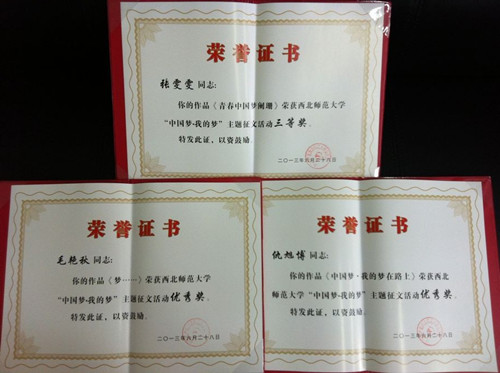 荣誉证书
张雯雯同志：
你的作品《青春中国梦阑珊》荣获西北师范大学
“中国梦·我的梦”主题征文活动三等奖。
特发此证，以资鼓励。
二〇一三年六月二十八日
荣誉证书
毛艳秋同志：
你的作品《梦……》荣获西北师范大学
“中国梦·我的梦”主题征文活动优秀奖。
特发此证，以资鼓励。
二〇一三年六月二十八日
荣誉证书
仇旭博同志：
你的作品《中国梦·我的梦在路上》荣获西北
师范大学“中国梦·我的梦”主题征文活动优秀奖。
特发此证，以资鼓励。
二〇一三年六月二十八日